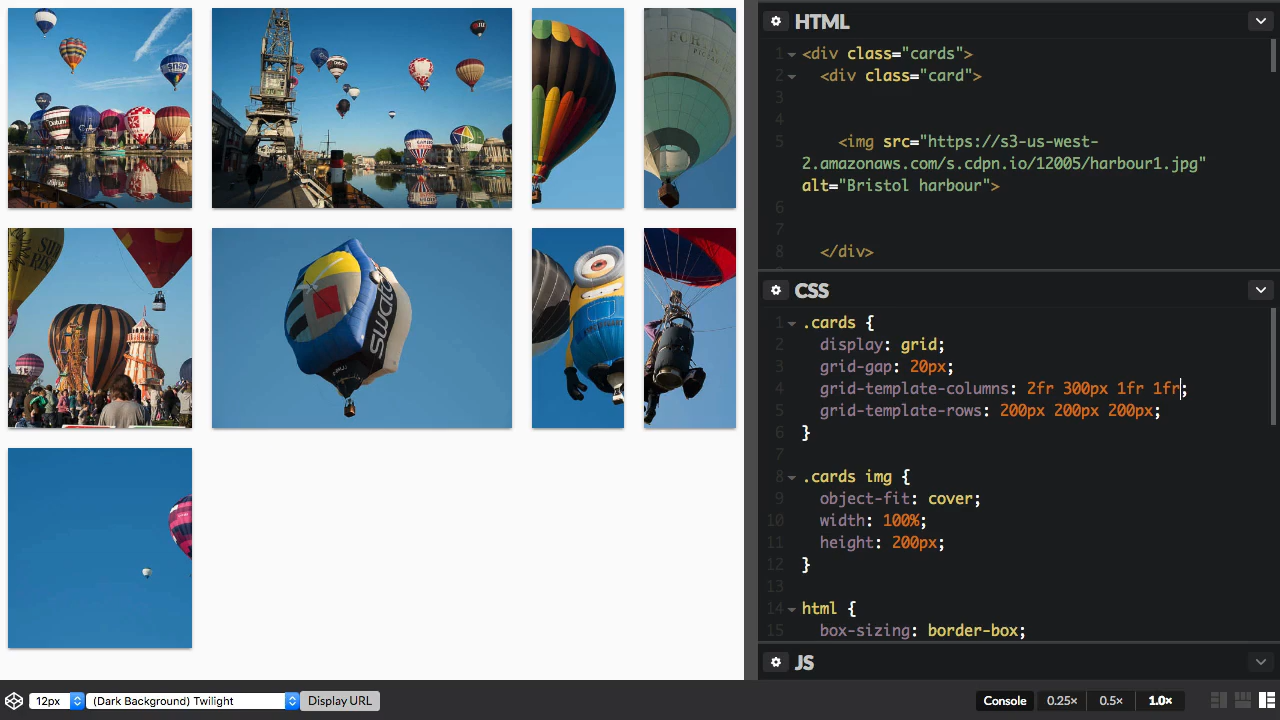 HTML
1 <div class="cards">
2 <div class="card">
3
4
5 <img src="https://s3-us-west-
2.amazonaws.com/s.cdpn.io/12005/harbour1.jpg"
alt="Bristol harbour">
6
7
8 </div>
CSS
1 .cards {
2 display: grid;
3 grid-gap: 20px;
4 grid-template-columns: 2fr 300px 1fr 1fr;
5 grid-template-rows: 200px 200px 200px;
6 }
7
8 .cards img {
9 object-fit: cover;
10 width: 100%;
11 height: 200px;
12 }
13
14 html {
15 box-sizing: border-box;
JS
12px (Dark Background) Twilight Display URL Console 0.25× 0.5× 1.0×
swatch